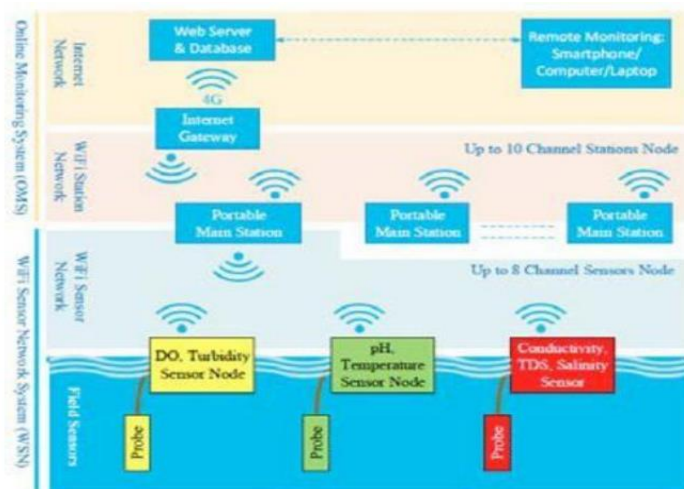 Online Monitoring System (OMS)
Internet
Network
Web Server
& Database
Remote Monitoring:
Smartphone/
Computer/Laptop
4G
Internet
Gateway
WiFi Station
Network
Up to 10 Channel Stations Node
Portable
Main Station
Portable
Main Station
Portable
Main Station
WiFi Sensor Network System (WSN)
WiFi Sensor
Network
Up to 8 Channel Sensors Node
DO, Turbidity
Sensor Node
pH,
Temperature
Sensor Node
Conductivity,
TDS, Salinity
Sensor
Field Sensors
Probe
Probe
Probe